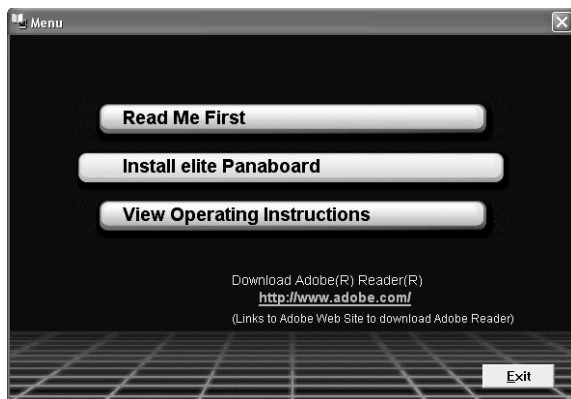 Menu
Read Me First
Install elite Panaboard
View Operating Instructions
Download Adobe(R) Reader(R)
http://www.adobe.com/
(Links to Adobe Web Site to download Adobe Reader)
Exit